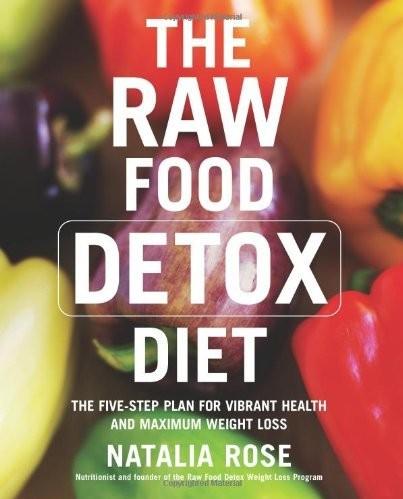 THE
RAW
FOOD
DETOX
DIET
THE FIVE-STEP PLAN FOR VIBRANT HEALTH
AND MAXIMUM WEIGHT LOSS
NATALIA ROSE
Nutritionist and founder of the Raw Food Detox Weight Loss Program